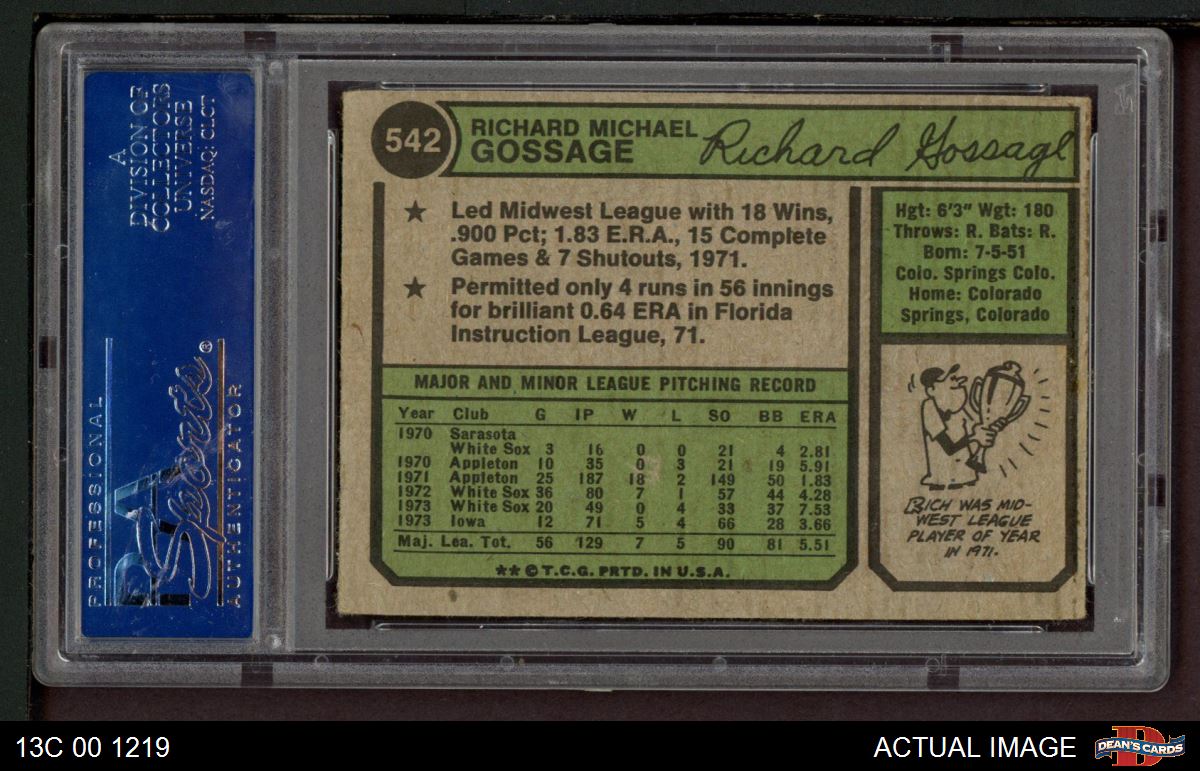 A
DIVISION OF
COLLECTORS
UNIVERSE
NASDAQ: CLCT
PROFESSIONAL
PSA
Sports®
AUTHENTICATOR
542
RICHARD MICHAEL
GOSSAGE
Richard Gossage
★ Led Midwest League with 18 Wins,
.900 Pct; 1.83 E.R.A., 15 Complete
Games & 7 Shutouts, 1971.
★ Permitted only 4 runs in 56 innings
for brilliant 0.64 ERA in Florida
Instruction League, 71.
Hgt: 6'3" Wgt: 180
Throws: R. Bats: R.
Born: 7-5-51
Colo. Springs Colo.
Home: Colorado
Springs, Colorado
MAJOR AND MINOR LEAGUE PITCHING RECORD
Year Club G IP W L SO BB ERA
1970 Sarasota
White Sox 3 16 0 0 21 4 2.81
1970 Appleton 10 35 0 3 21 19 5.91
1971 Appleton 25 187 18 2 149 50 1.83
1972 White Sox 36 80 7 1 57 44 4.28
1973 White Sox 20 49 0 4 33 37 7.53
1973 Iowa 12 71 5 4 66 28 3.66
Maj. Lea. Tot. 56 129 7 5 90 81 5.51
★★ © T.C.G. PRTD. IN U.S.A.
RICH WAS MID-
WEST LEAGUE
PLAYER OF YEAR
IN 1971.
13C 00 1219
ACTUAL IMAGE
DEAN'S CARDS